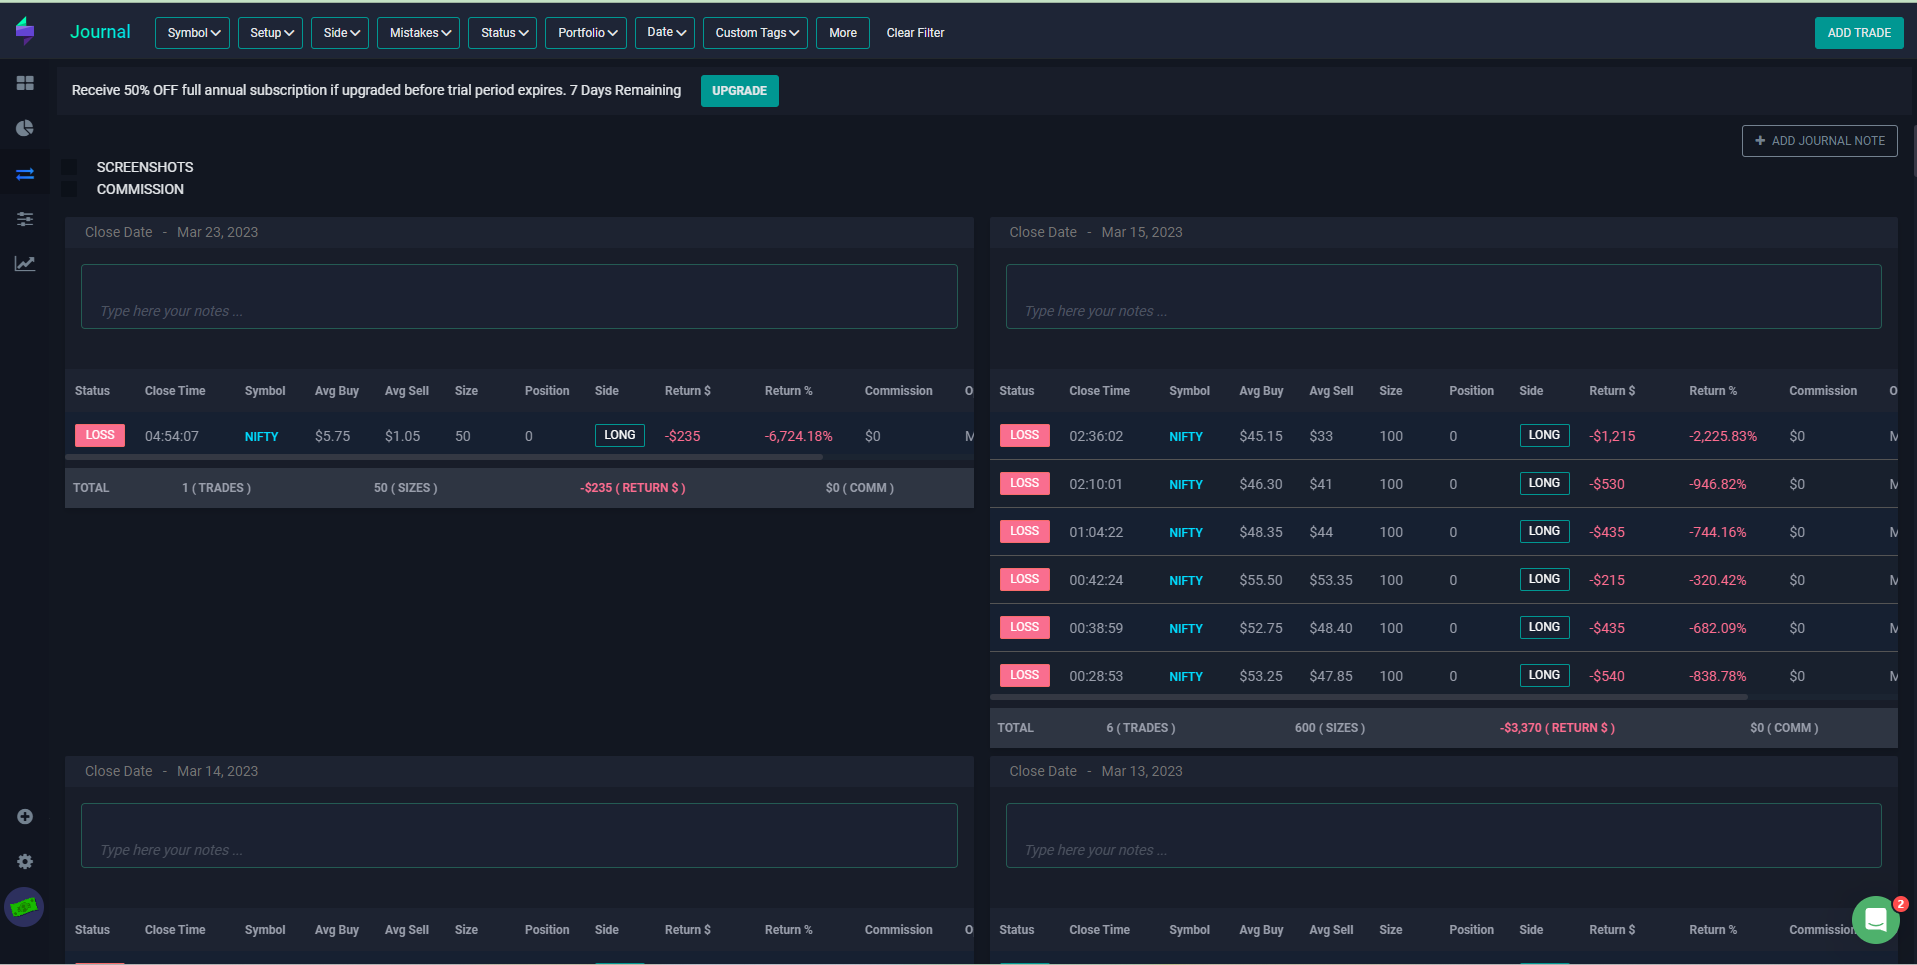 Journal Symbol Setup Side Mistakes Status Portfolio Date Custom Tags More Clear Filter ADD TRADE
Receive 50% OFF full annual subscription if upgraded before trial period expires. 7 Days Remaining UPGRADE
+ ADD JOURNAL NOTE
SCREENSHOTS
COMMISSION
Close Date - Mar 23, 2023
Type here your notes ...
Status Close Time Symbol Avg Buy Avg Sell Size Position Side Return $ Return % Commission
LOSS 04:54:07 NIFTY $5.75 $1.05 50 0 LONG -$235 -6,724.18% $0
TOTAL 1 ( TRADES ) 50 ( SIZES ) -$235 ( RETURN $ ) $0 ( COMM )
Close Date - Mar 15, 2023
Type here your notes ...
Status Close Time Symbol Avg Buy Avg Sell Size Position Side Return $ Return % Commission
LOSS 02:36:02 NIFTY $45.15 $33 100 0 LONG -$1,215 -2,225.83% $0
LOSS 02:10:01 NIFTY $46.30 $41 100 0 LONG -$530 -946.82% $0
LOSS 01:04:22 NIFTY $48.35 $44 100 0 LONG -$435 -744.16% $0
LOSS 00:42:24 NIFTY $55.50 $53.35 100 0 LONG -$215 -320.42% $0
LOSS 00:38:59 NIFTY $52.75 $48.40 100 0 LONG -$435 -682.09% $0
LOSS 00:28:53 NIFTY $53.25 $47.85 100 0 LONG -$540 -838.78% $0
TOTAL 6 ( TRADES ) 600 ( SIZES ) -$3,370 ( RETURN $ ) $0 ( COMM )
Close Date - Mar 14, 2023
Type here your notes ...
Status Close Time Symbol Avg Buy Avg Sell Size Position Side Return $ Return % Commission
Close Date - Mar 13, 2023
Type here your notes ...
Status Close Time Symbol Avg Buy Avg Sell Size Position Side Return $ Return % Commission
2